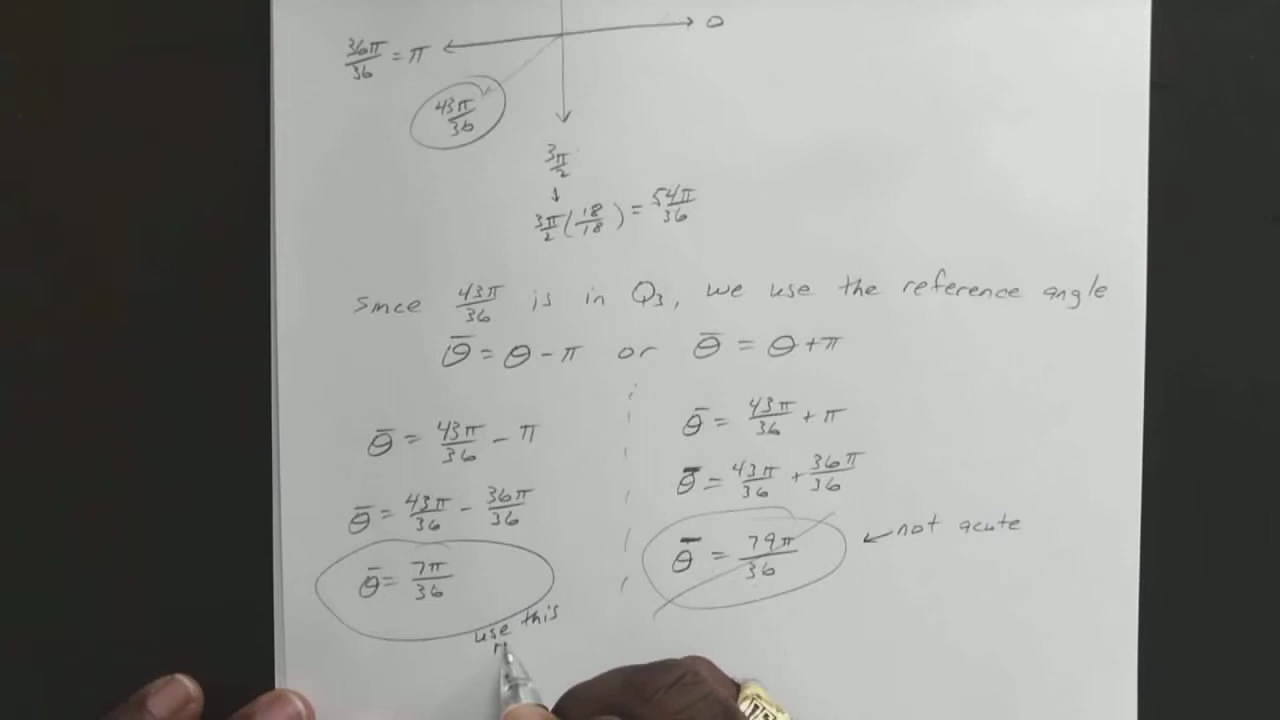 0
36π/36 = π
43π/36
3π/2
↓
3π/2 (18/18) = 54π/36
Since 43π/36 is in Q₃, we use the reference angle
θ̄ = θ - π or θ̄ = θ + π
θ̄ = 43π/36 - π
θ̄ = 43π/36 - 36π/36
θ̄ = 7π/36
use this
θ̄ = 43π/36 + π
θ̄ = 43π/36 + 36π/36
θ̄ = 79π/36 ← not acute